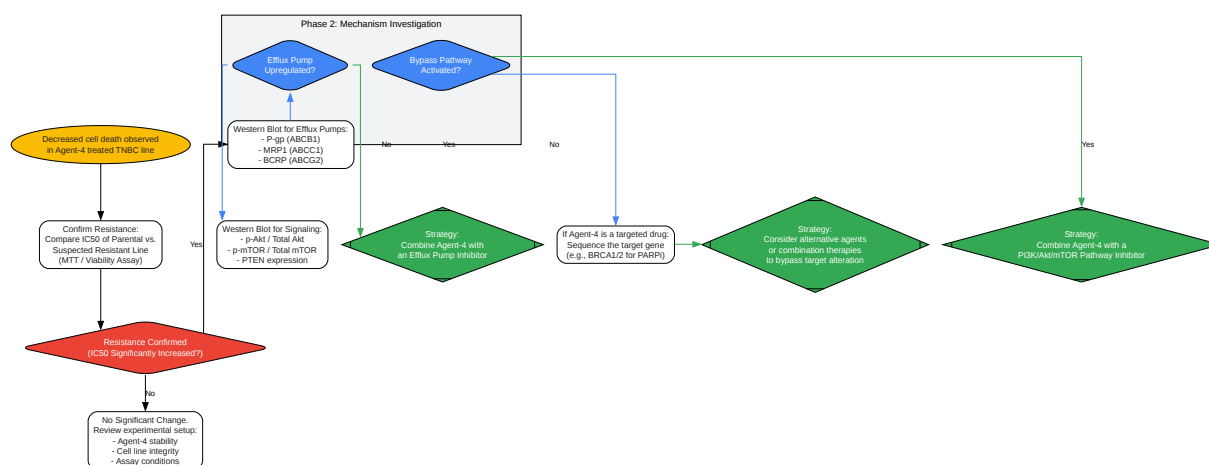 Phase 2: Mechanism Investigation
Efflux Pump
Upregulated?
Bypass Pathway
Activated?
Decreased cell death observed
in Agent-4 treated TNBC line
Western Blot for Efflux Pumps:
- P-gp (ABCB1)
- MRP1 (ABCC1)
- BCRP (ABCG2)
No
Yes
No
Yes
Confirm Resistance:
Compare IC50 of Parental vs.
Suspected Resistant Line
(MTT / Viability Assay)
Yes
Western Blot for Signaling:
- p-Akt / Total Akt
- p-mTOR / Total mTOR
- PTEN expression
Strategy:
Combine Agent-4 with
an Efflux Pump Inhibitor
If Agent-4 is a targeted drug:
Sequence the target gene
(e.g., BRCA1/2 for PARPi)
Strategy:
Consider alternative agents
or combination therapies
to bypass target alteration
Strategy:
Combine Agent-4 with a
PI3K/Akt/mTOR Pathway Inhibitor
Resistance Confirmed
(IC50 Significantly Increased?)
No
No Significant Change.
Review experimental setup:
- Agent-4 stability
- Cell line integrity
- Assay conditions